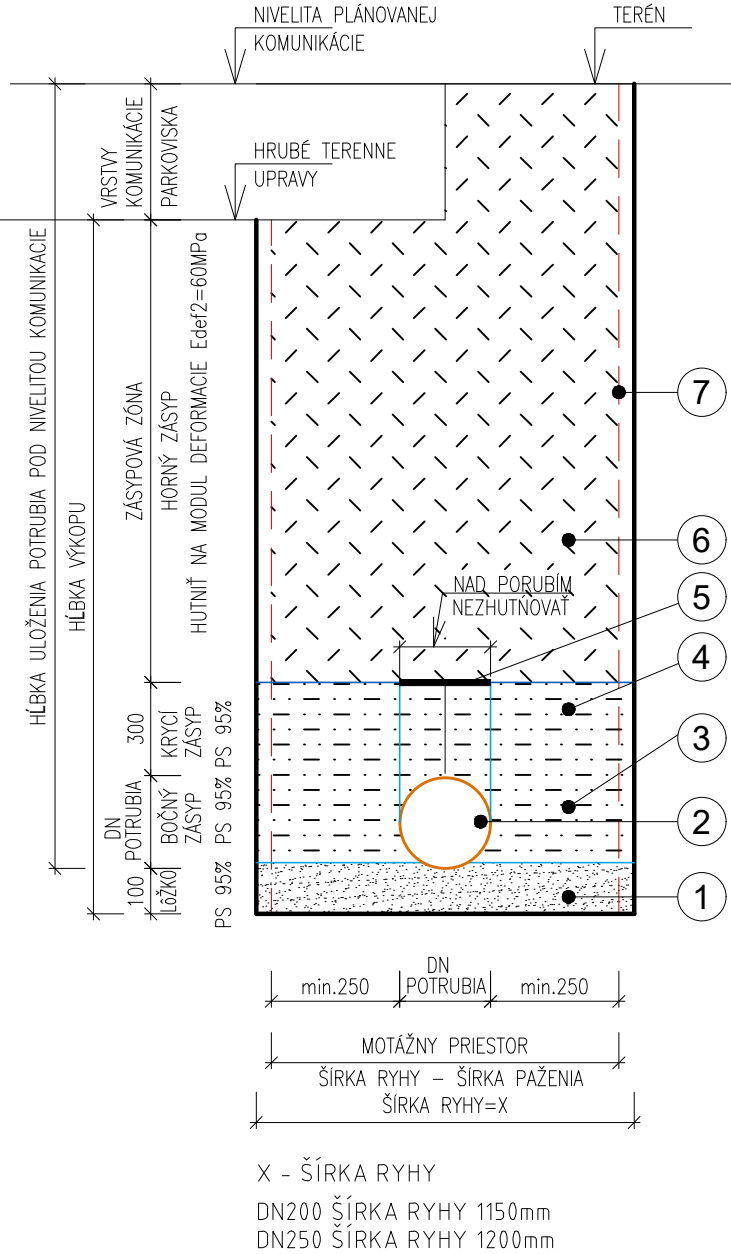 NIVELITA PLÁNOVANEJ
KOMUNIKÁCIE
TERÉN
VRSTVY
KOMUNIKÁCIE
PARKOVISKA
HRUBÉ TERENNE
UPRAVY
HĹBKA ULOŽENIA POTRUBIA POD NIVELITOU KOMUNIKACIE
HĹBKA VÝKOPU
ZÁSYPOVÁ ZÓNA
HORNÝ ZÁSYP
HUTNIŤ NA MODUL DEFORMACIE Edef2=60MPa
7
6
NAD PORUBÍM
NEZHUTŇOVAŤ
5
4
300
KRYCÍ
ZÁSYP
PS 95%
3
DN
POTRUBIA
BOČNÝ
ZÁSYP
PS 95%
2
100
LôŽKO
PS 95%
1
min.250
DN
POTRUBIA
min.250
MOTÁŽNY PRIESTOR
ŠÍRKA RYHY – ŠÍRKA PAŽENIA
ŠÍRKA RYHY=X
X – ŠÍRKA RYHY
DN200 ŠÍRKA RYHY 1150mm
DN250 ŠÍRKA RYHY 1200mm